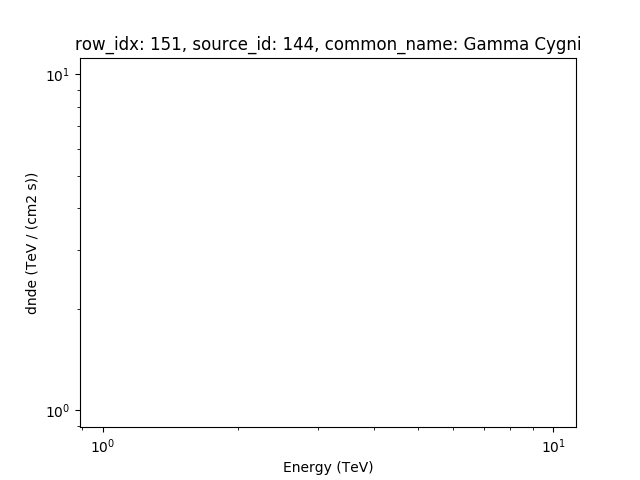 row_idx: 151, source_id: 144, common_name: Gamma Cygni
10¹
dnde (TeV / (cm2 s))
10⁰
10⁰ 10¹
Energy (TeV)